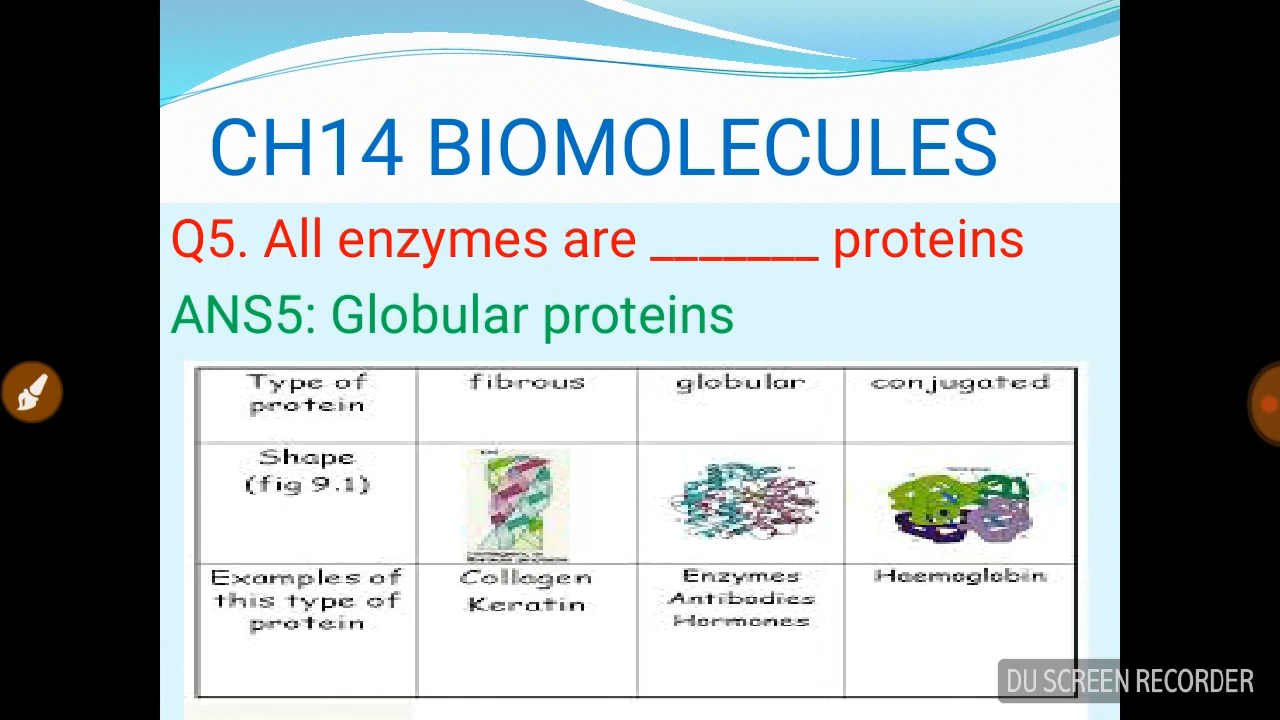 CH14 BIOMOLECULES
Q5. All enzymes are _______ proteins
ANS5: Globular proteins
Type of protein
fibrous
globular
conjugated
Shape
(fig 9.1)
Examples of this type of protein
Collagen
Keratin
Enzymes
Antibodies
Hormones
Haemoglobin
DU SCREEN RECORDER